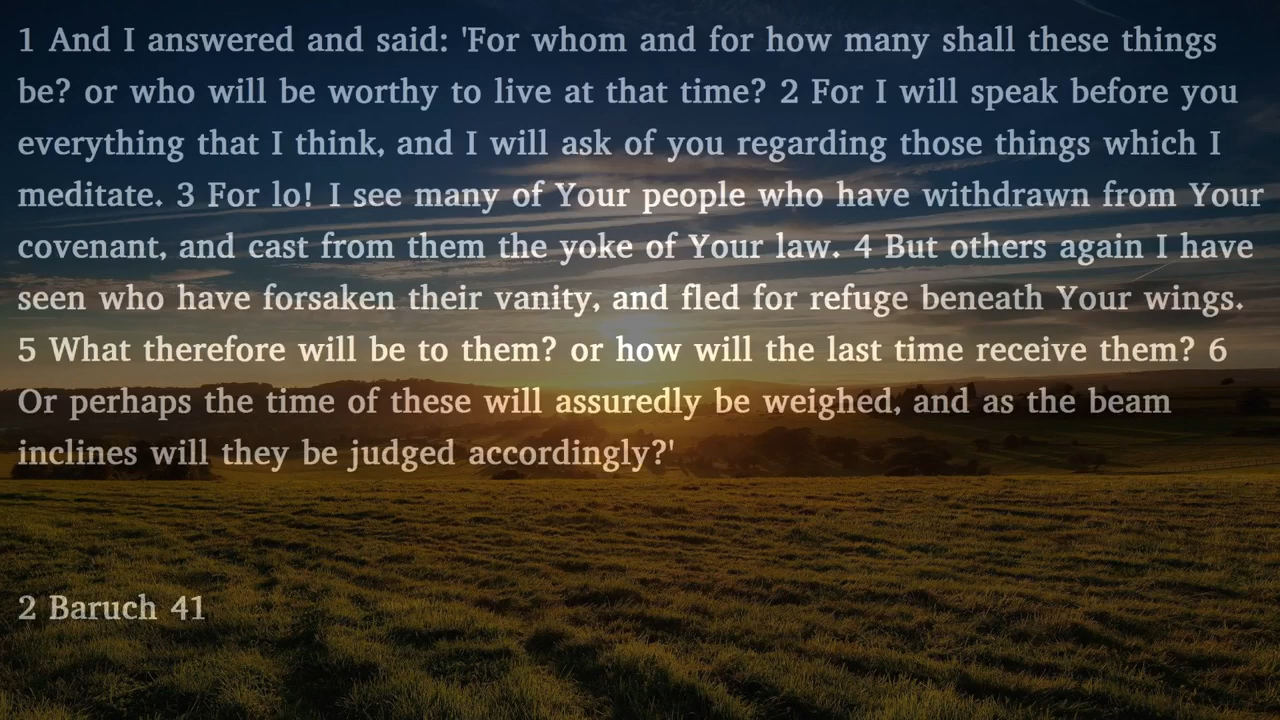 1 And I answered and said: 'For whom and for how many shall these things
be? or who will be worthy to live at that time? 2 For I will speak before you
everything that I think, and I will ask of you regarding those things which I
meditate. 3 For lo! I see many of Your people who have withdrawn from Your
covenant, and cast from them the yoke of Your law. 4 But others again I have
seen who have forsaken their vanity, and fled for refuge beneath Your wings.
5 What therefore will be to them? or how will the last time receive them? 6
Or perhaps the time of these will assuredly be weighed, and as the beam
inclines will they be judged accordingly?'
2 Baruch 41